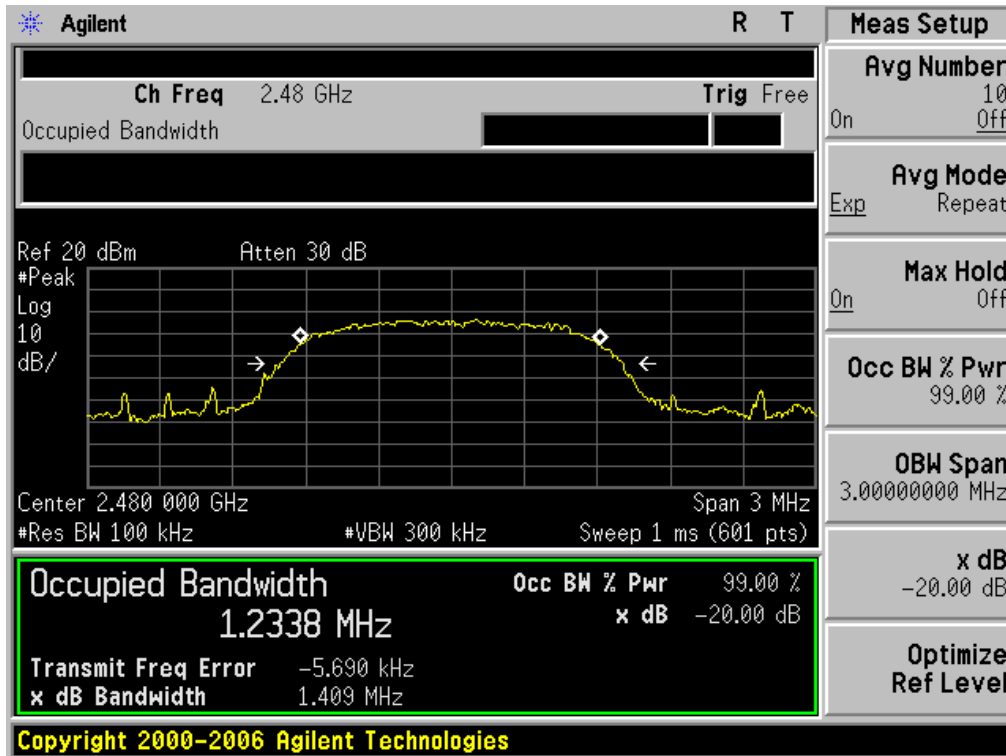 Agilent R T
Ch Freq 2.48 GHz Trig Free
Occupied Bandwidth
Ref 20 dBm Atten 30 dB
#Peak
Log
10
dB/
Center 2.480 000 GHz Span 3 MHz
#Res BW 100 kHz #VBW 300 kHz Sweep 1 ms (601 pts)
Occupied Bandwidth Occ BW % Pwr 99.00 %
1.2338 MHz x dB -20.00 dB
Transmit Freq Error -5.690 kHz
x dB Bandwidth 1.409 MHz
Copyright 2000-2006 Agilent Technologies
Meas Setup
Avg Number
10
On Off
Avg Mode
Exp Repeat
Max Hold
On Off
Occ BW % Pwr
99.00 %
OBW Span
3.00000000 MHz
x dB
-20.00 dB
Optimize
Ref Level